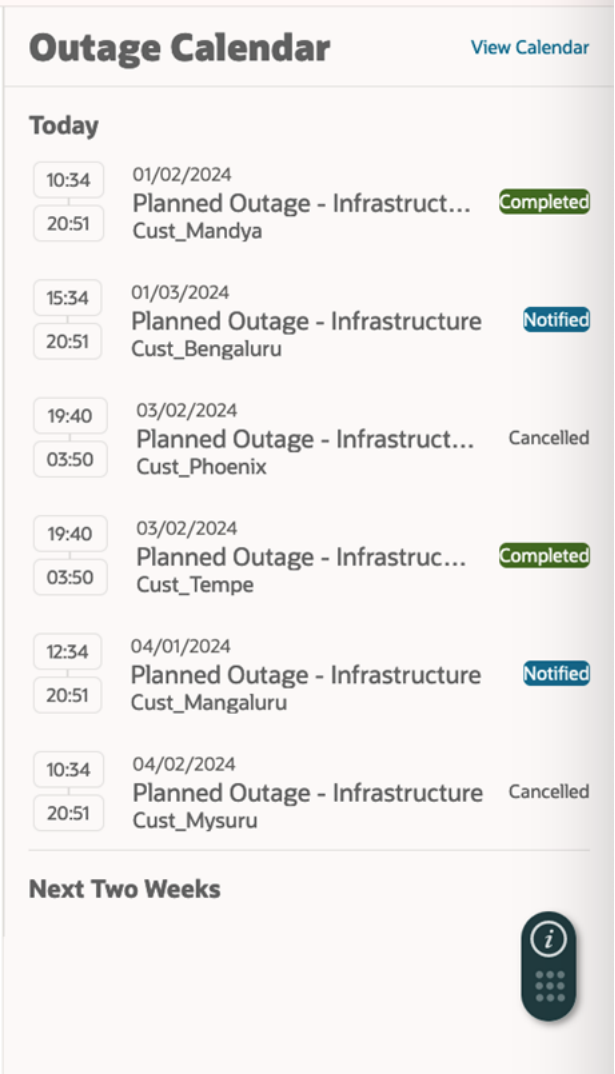 Outage Calendar
View Calendar
Today
10:34
20:51
01/02/2024
Planned Outage - Infrastruct...
Cust_Mandya
Completed
15:34
20:51
01/03/2024
Planned Outage - Infrastructure
Cust_Bengaluru
Notified
19:40
03:50
03/02/2024
Planned Outage - Infrastruct...
Cust_Phoenix
Cancelled
19:40
03:50
03/02/2024
Planned Outage - Infrastruc...
Cust_Tempe
Completed
12:34
20:51
04/01/2024
Planned Outage - Infrastructure
Cust_Mangaluru
Notified
10:34
20:51
04/02/2024
Planned Outage - Infrastructure
Cust_Mysuru
Cancelled
Next Two Weeks
i